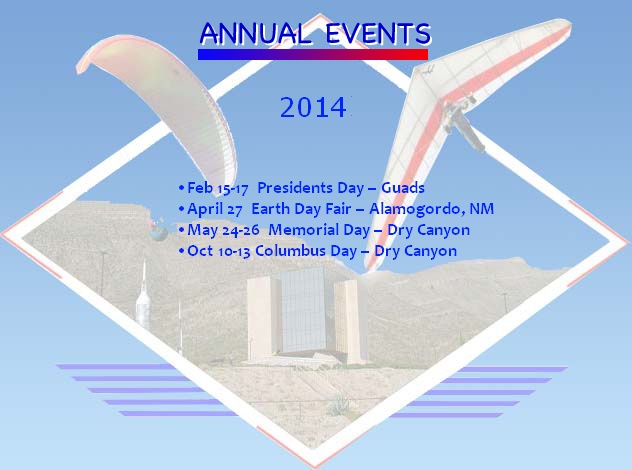 ANNUAL EVENTS
2014
•Feb 15-17 Presidents Day – Guads
•April 27 Earth Day Fair – Alamogordo, NM
•May 24-26 Memorial Day – Dry Canyon
•Oct 10-13 Columbus Day – Dry Canyon